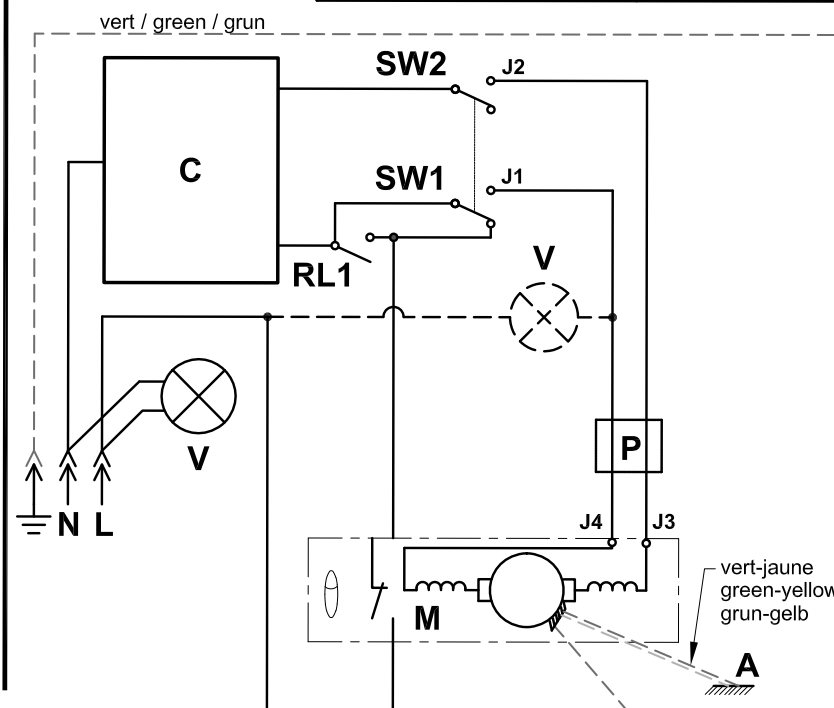 vert / green / grun
SW2
J2
C
SW1
J1
RL1
V
V
P
N L
J4
J3
M
vert-jaune
green-yellow
grun-gelb
A